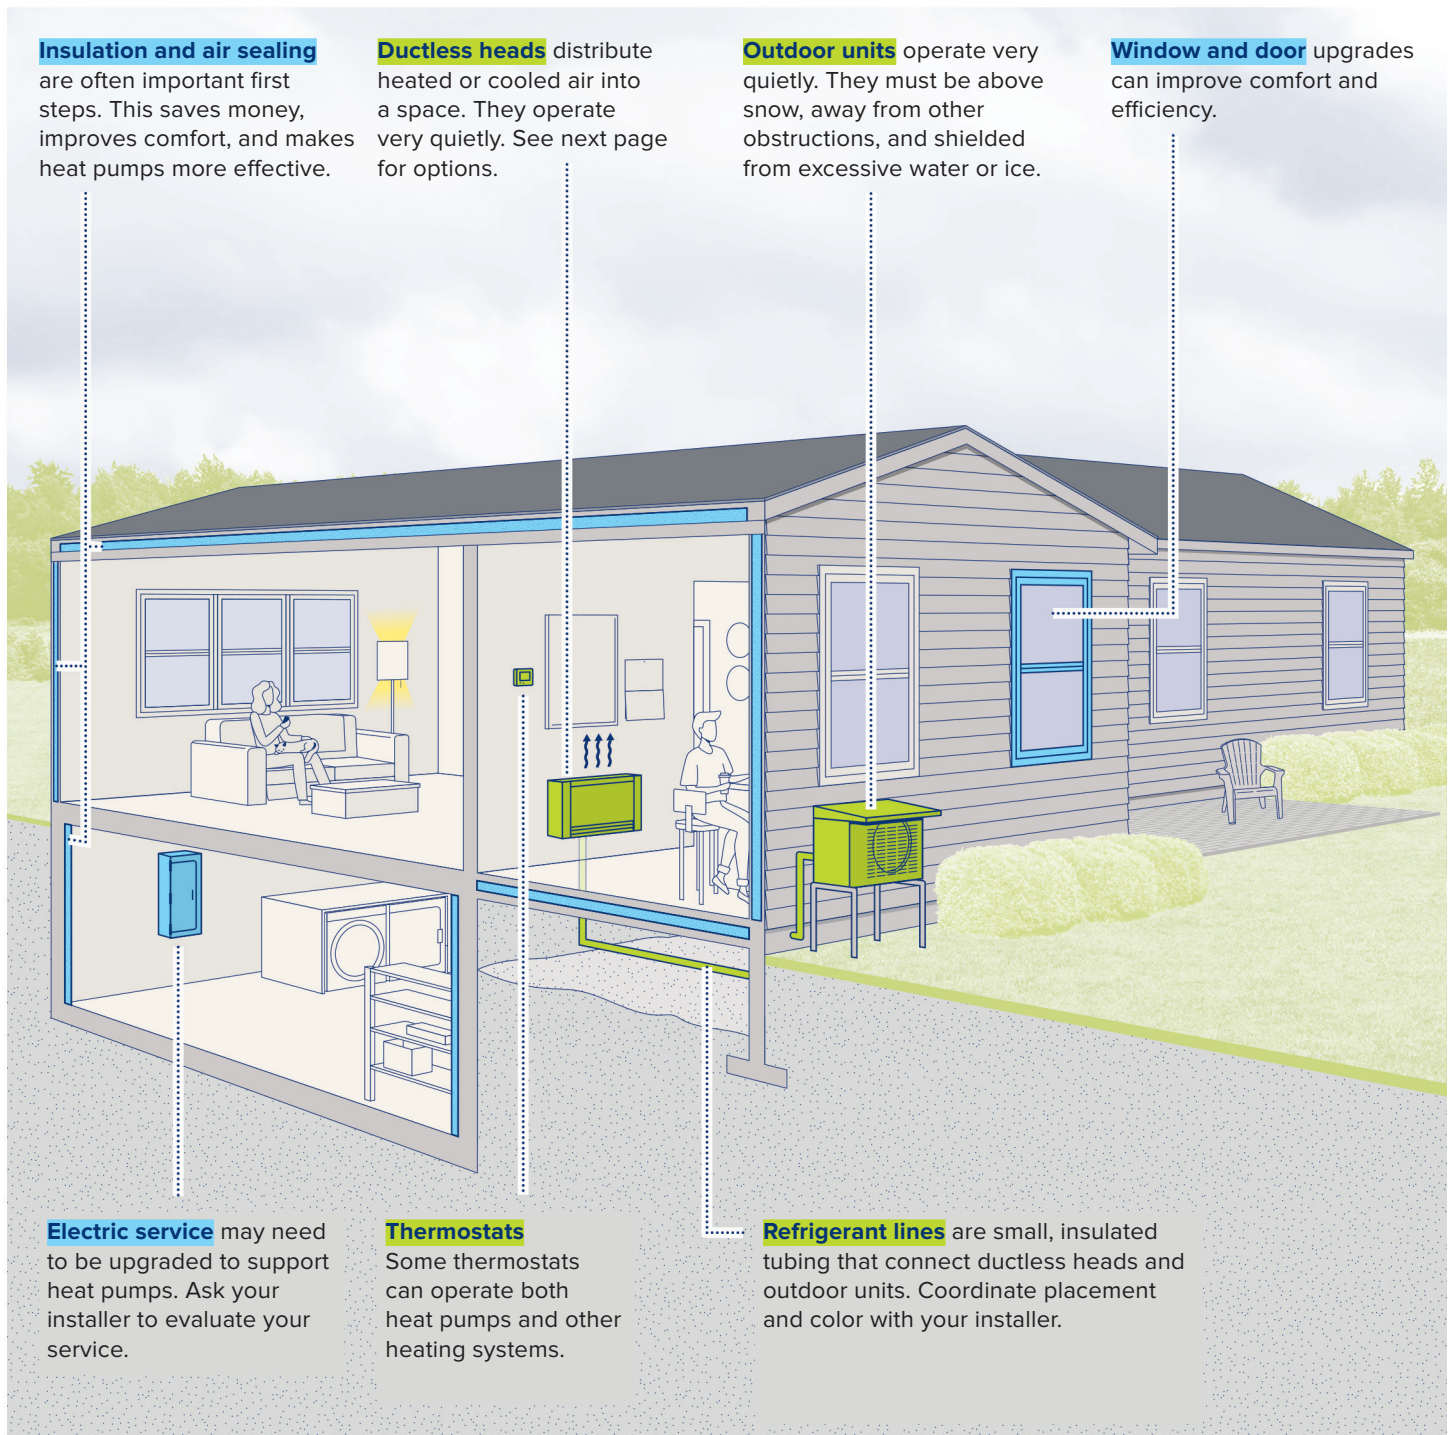 Insulation and air sealing
are often important first
steps. This saves money,
improves comfort, and makes
heat pumps more effective.
Ductless heads distribute
heated or cooled air into
a space. They operate
very quietly. See next page
for options.
Outdoor units operate very
quietly. They must be above
snow, away from other
obstructions, and shielded
from excessive water or ice.
Window and door upgrades
can improve comfort and
efficiency.
Electric service may need
to be upgraded to support
heat pumps. Ask your
installer to evaluate your
service.
Thermostats
Some thermostats
can operate both
heat pumps and other
heating systems.
Refrigerant lines are small, insulated
tubing that connect ductless heads and
outdoor units. Coordinate placement
and color with your installer.